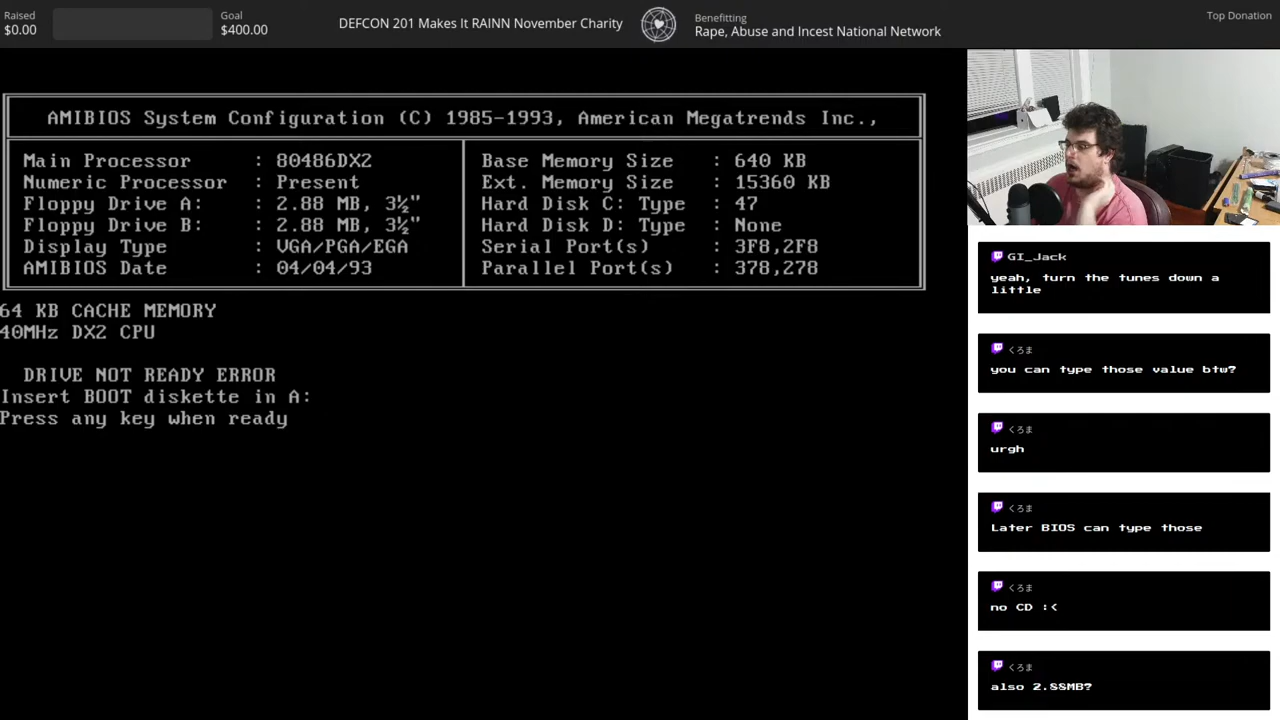 Raised
$0.00
Goal
$400.00
DEFCON 201 Makes It RAINN November Charity
Benefitting
Rape, Abuse and Incest National Network
Top Donation
AMIBIOS System Configuration (C) 1985-1993, American Megatrends Inc.,
Main Processor : 80486DX2
Numeric Processor : Present
Floppy Drive A: : 2.88 MB, 3½"
Floppy Drive B: : 2.88 MB, 3½"
Display Type : VGA/PGA/EGA
AMIBIOS Date : 04/04/93
Base Memory Size : 640 KB
Ext. Memory Size : 15360 KB
Hard Disk C: Type : 47
Hard Disk D: Type : None
Serial Port(s) : 3F8,2F8
Parallel Port(s) : 378,278
64 KB CACHE MEMORY
40MHz DX2 CPU
DRIVE NOT READY ERROR
Insert BOOT diskette in A:
Press any key when ready
GI_Jack
yeah, turn the tunes down a
little
くろま
you can type those value btw?
くろま
urgh
くろま
Later BIOS can type those
くろま
no CD :<
くろま
also 2.88MB?